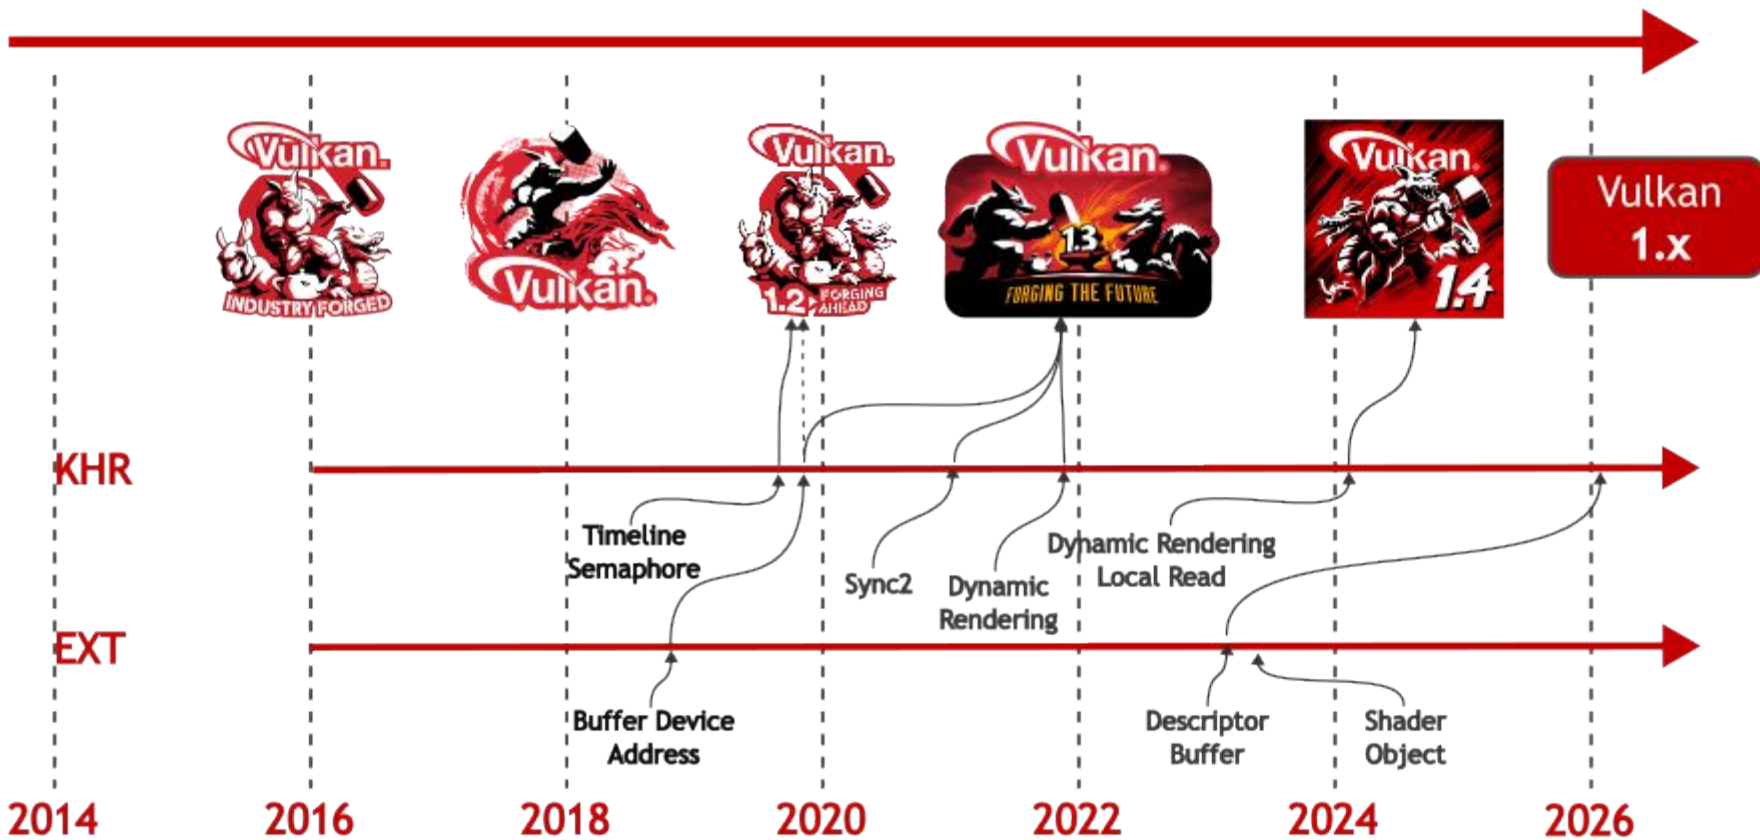 Vulkan.
INDUSTRY FORGED
Vulkan.
Vulkan.
1.2 FORGING
AHEAD
Vulkan.
1.3
FORGING THE FUTURE
Vulkan.
1.4
Vulkan
1.x
KHR
Timeline
Semaphore
Sync2
Dynamic
Rendering
Dynamic Rendering
Local Read
EXT
Buffer Device
Address
Descriptor
Buffer
Shader
Object
2014
2016
2018
2020
2022
2024
2026